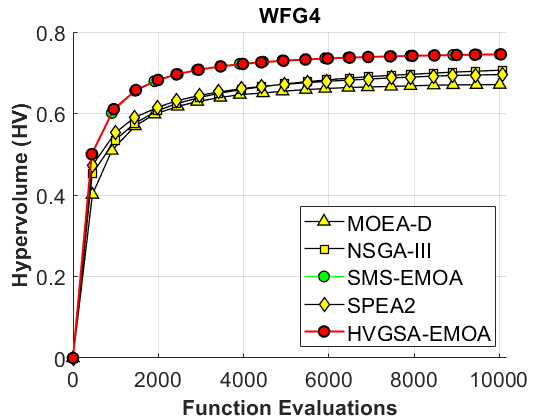 WFG4
Hypervolume (HV)
0.8
0.6
0.4
0.2
0
0 2000 4000 6000 8000 10000
Function Evaluations
MOEA-D
NSGA-III
SMS-EMOA
SPEA2
HVGSA-EMOA